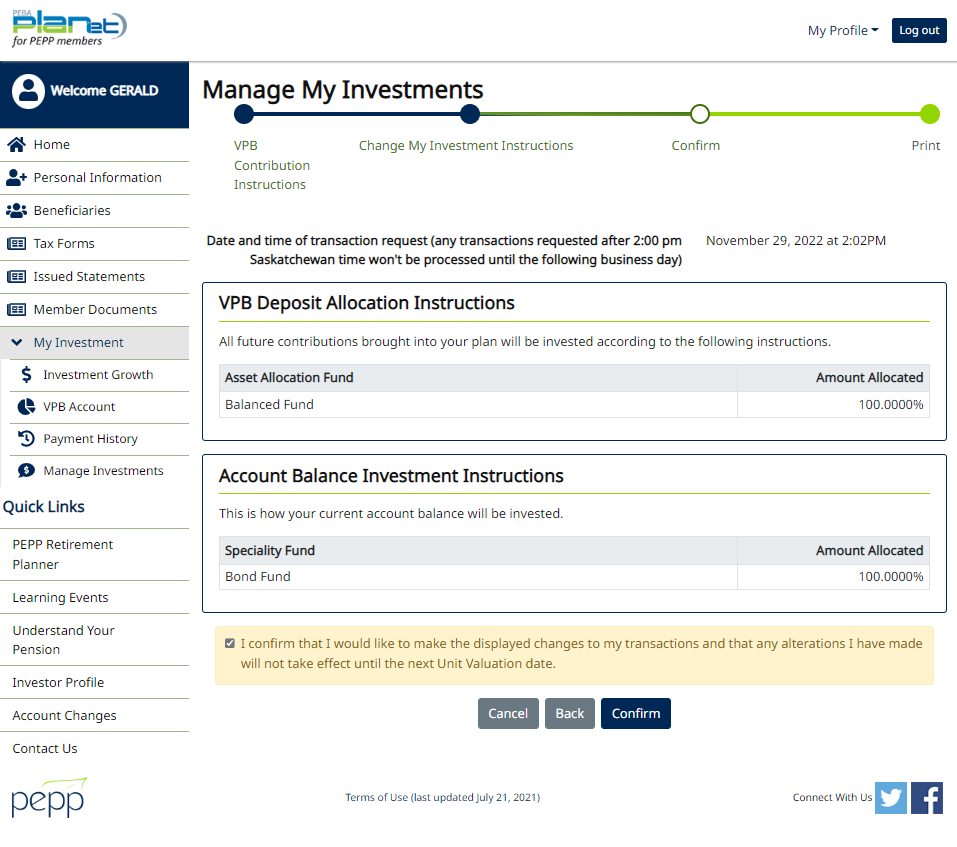 PEBA
planet
for PEPP members
My Profile
Log out
Welcome GERALD
Home
Personal Information
Beneficiaries
Tax Forms
Issued Statements
Member Documents
My Investment
Investment Growth
VPB Account
Payment History
Manage Investments
Quick Links
PEPP Retirement
Planner
Learning Events
Understand Your
Pension
Investor Profile
Account Changes
Contact Us
Manage My Investments
VPB
Contribution
Instructions
Change My Investment Instructions
Confirm
Print
Date and time of transaction request (any transactions requested after 2:00 pm
Saskatchewan time won't be processed until the following business day)
November 29, 2022 at 2:02PM
VPB Deposit Allocation Instructions
All future contributions brought into your plan will be invested according to the following instructions.
Asset Allocation Fund Amount Allocated
Balanced Fund 100.0000%
Account Balance Investment Instructions
This is how your current account balance will be invested.
Speciality Fund Amount Allocated
Bond Fund 100.0000%
I confirm that I would like to make the displayed changes to my transactions and that any alterations I have made
will not take effect until the next Unit Valuation date.
Cancel Back Confirm
pepp
Terms of Use (last updated July 21, 2021)
Connect With Us